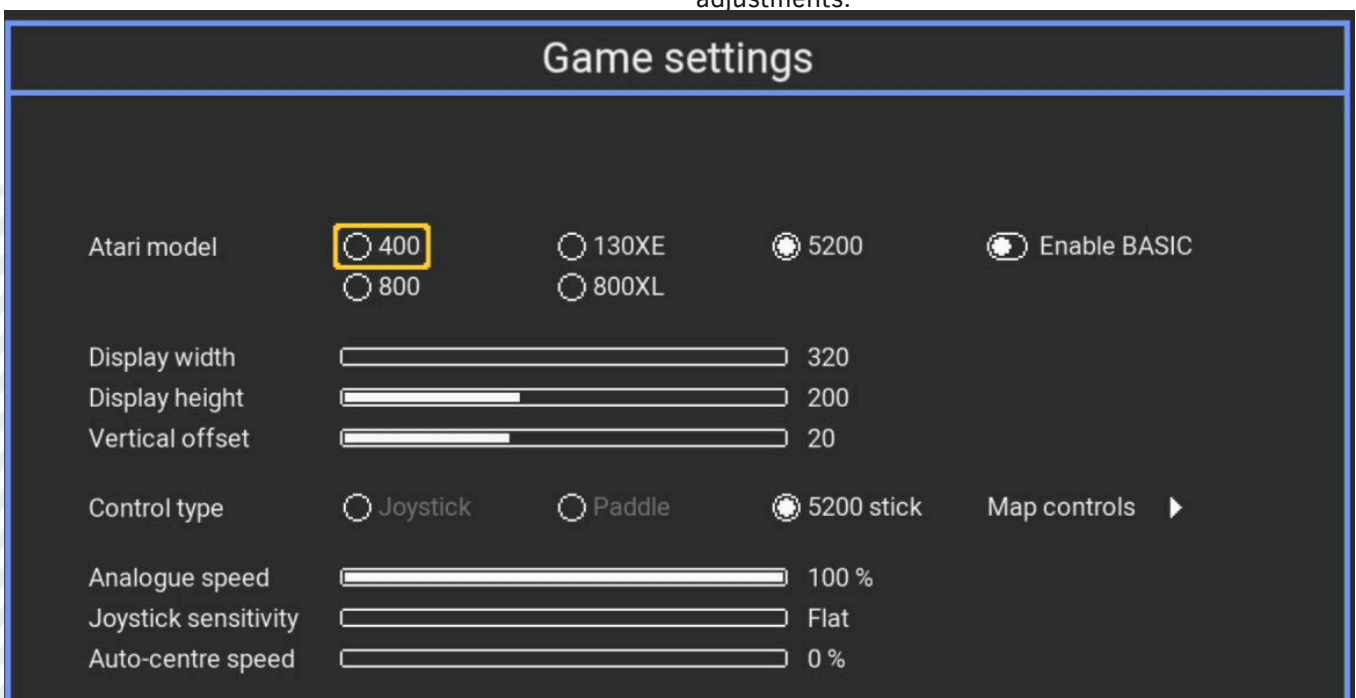 adjustments.
Game settings
Atari model 400 130XE 5200 Enable BASIC
800 800XL
Display width 320
Display height 200
Vertical offset 20
Control type Joystick Paddle 5200 stick Map controls
Analogue speed 100 %
Joystick sensitivity Flat
Auto-centre speed 0 %